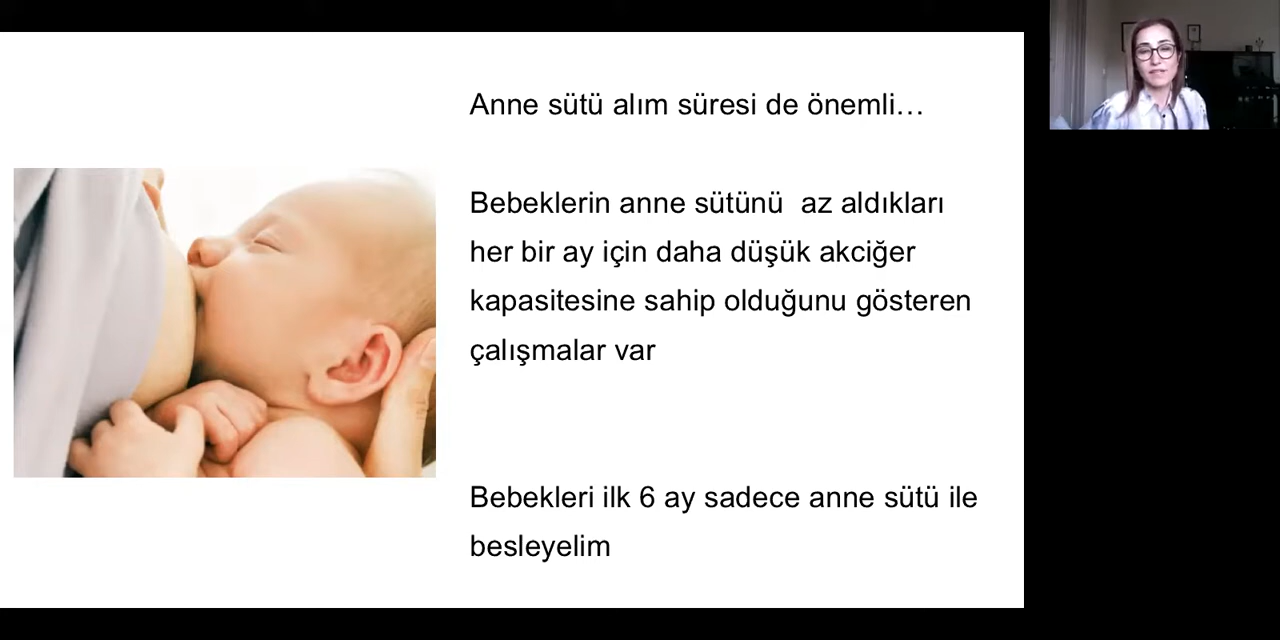 Anne sütü alım süresi de önemli…
Bebeklerin anne sütünü  az aldıkları
her bir ay için daha düşük akciğer
kapasitesine sahip olduğunu gösteren
çalışmalar var
Bebekleri ilk 6 ay sadece anne sütü ile
besleyelim